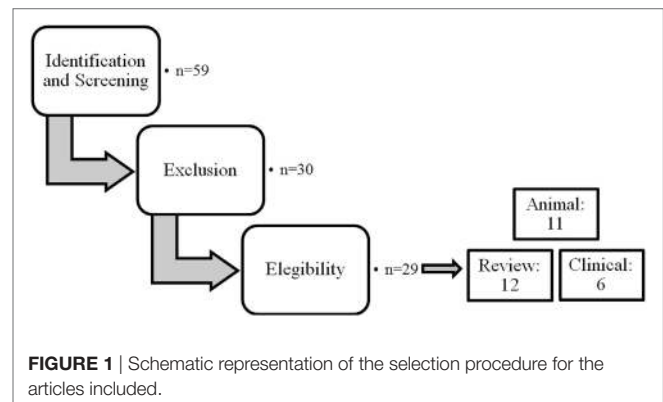 Identification
and Screening
• n=59
Exclusion
• n=30
Elegibility
• n=29
Animal:
11
Review:
12
Clinical:
6
FIGURE 1 | Schematic representation of the selection procedure for the
articles included.